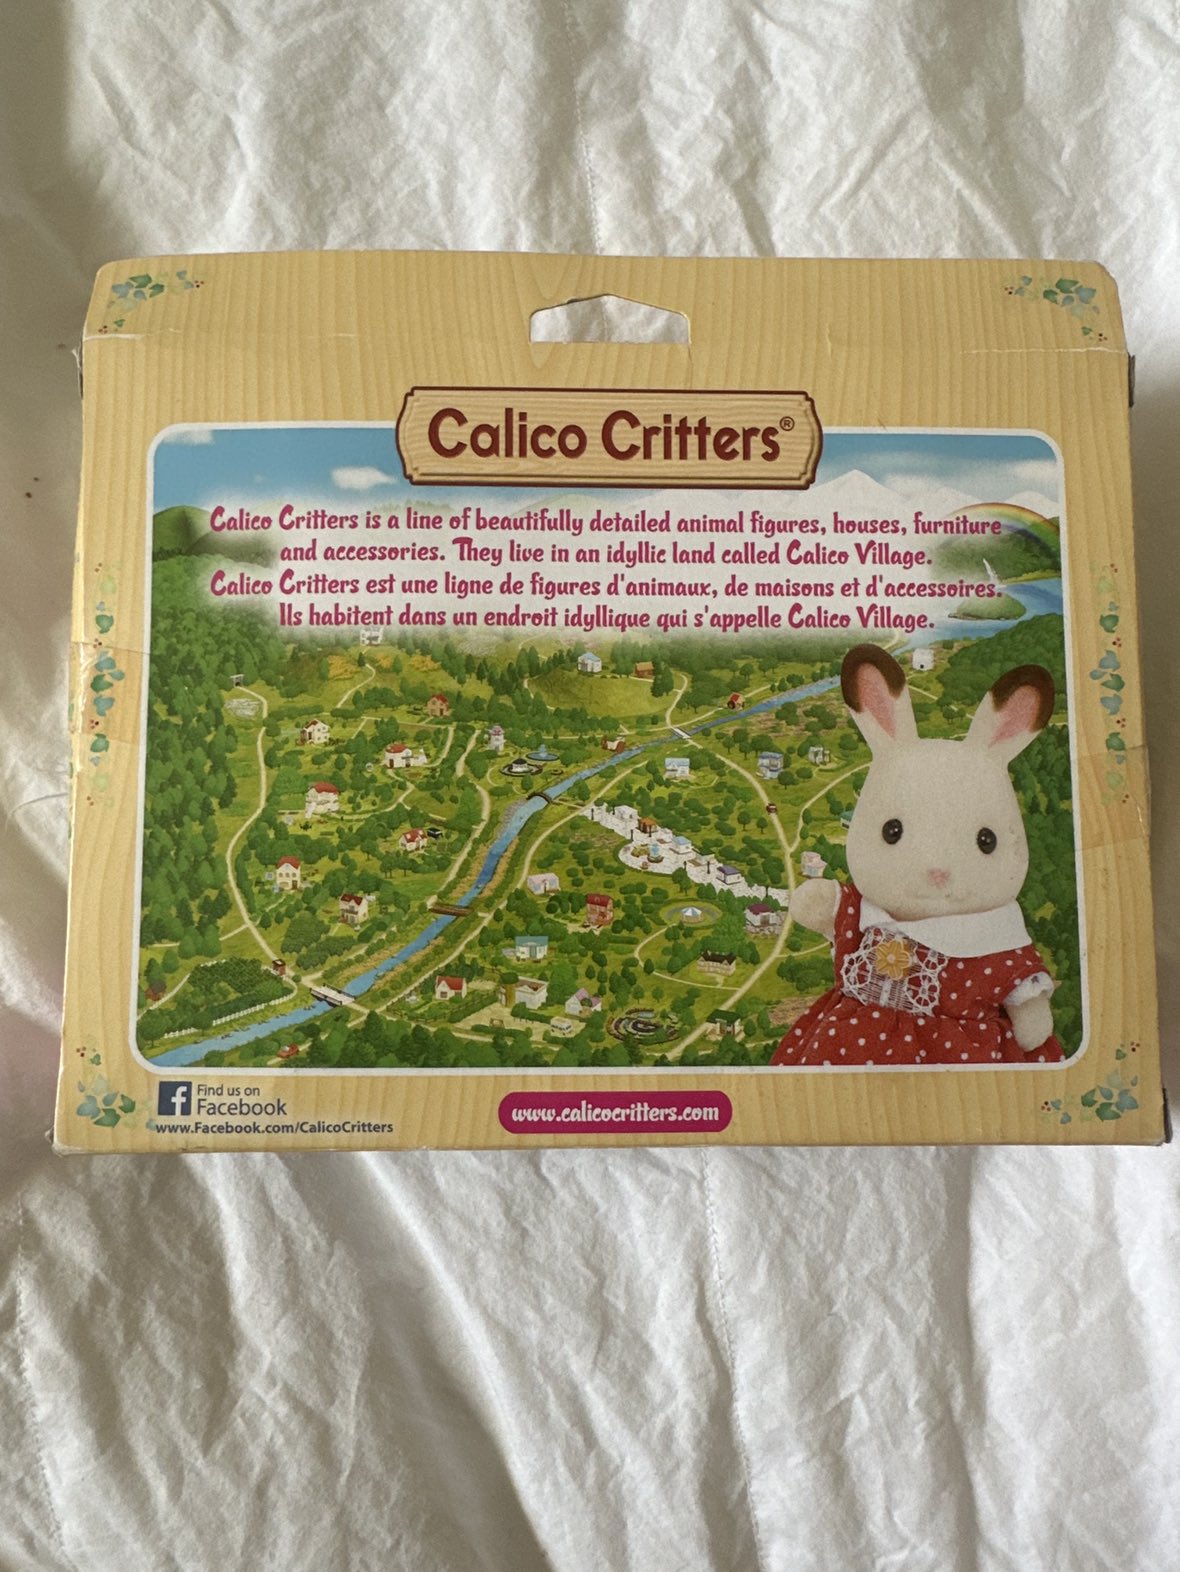 Calico Critters®
Calico Critters is a line of beautifully detailed animal figures, houses, furniture
and accessories. They live in an idyllic land called Calico Village.
Calico Critters est une ligne de figures d'animaux, de maisons et d'accessoires.
Ils habitent dans un endroit idyllique qui s'appelle Calico Village.
f
Find us on
Facebook
www.Facebook.com/CalicoCritters
www.calicocritters.com